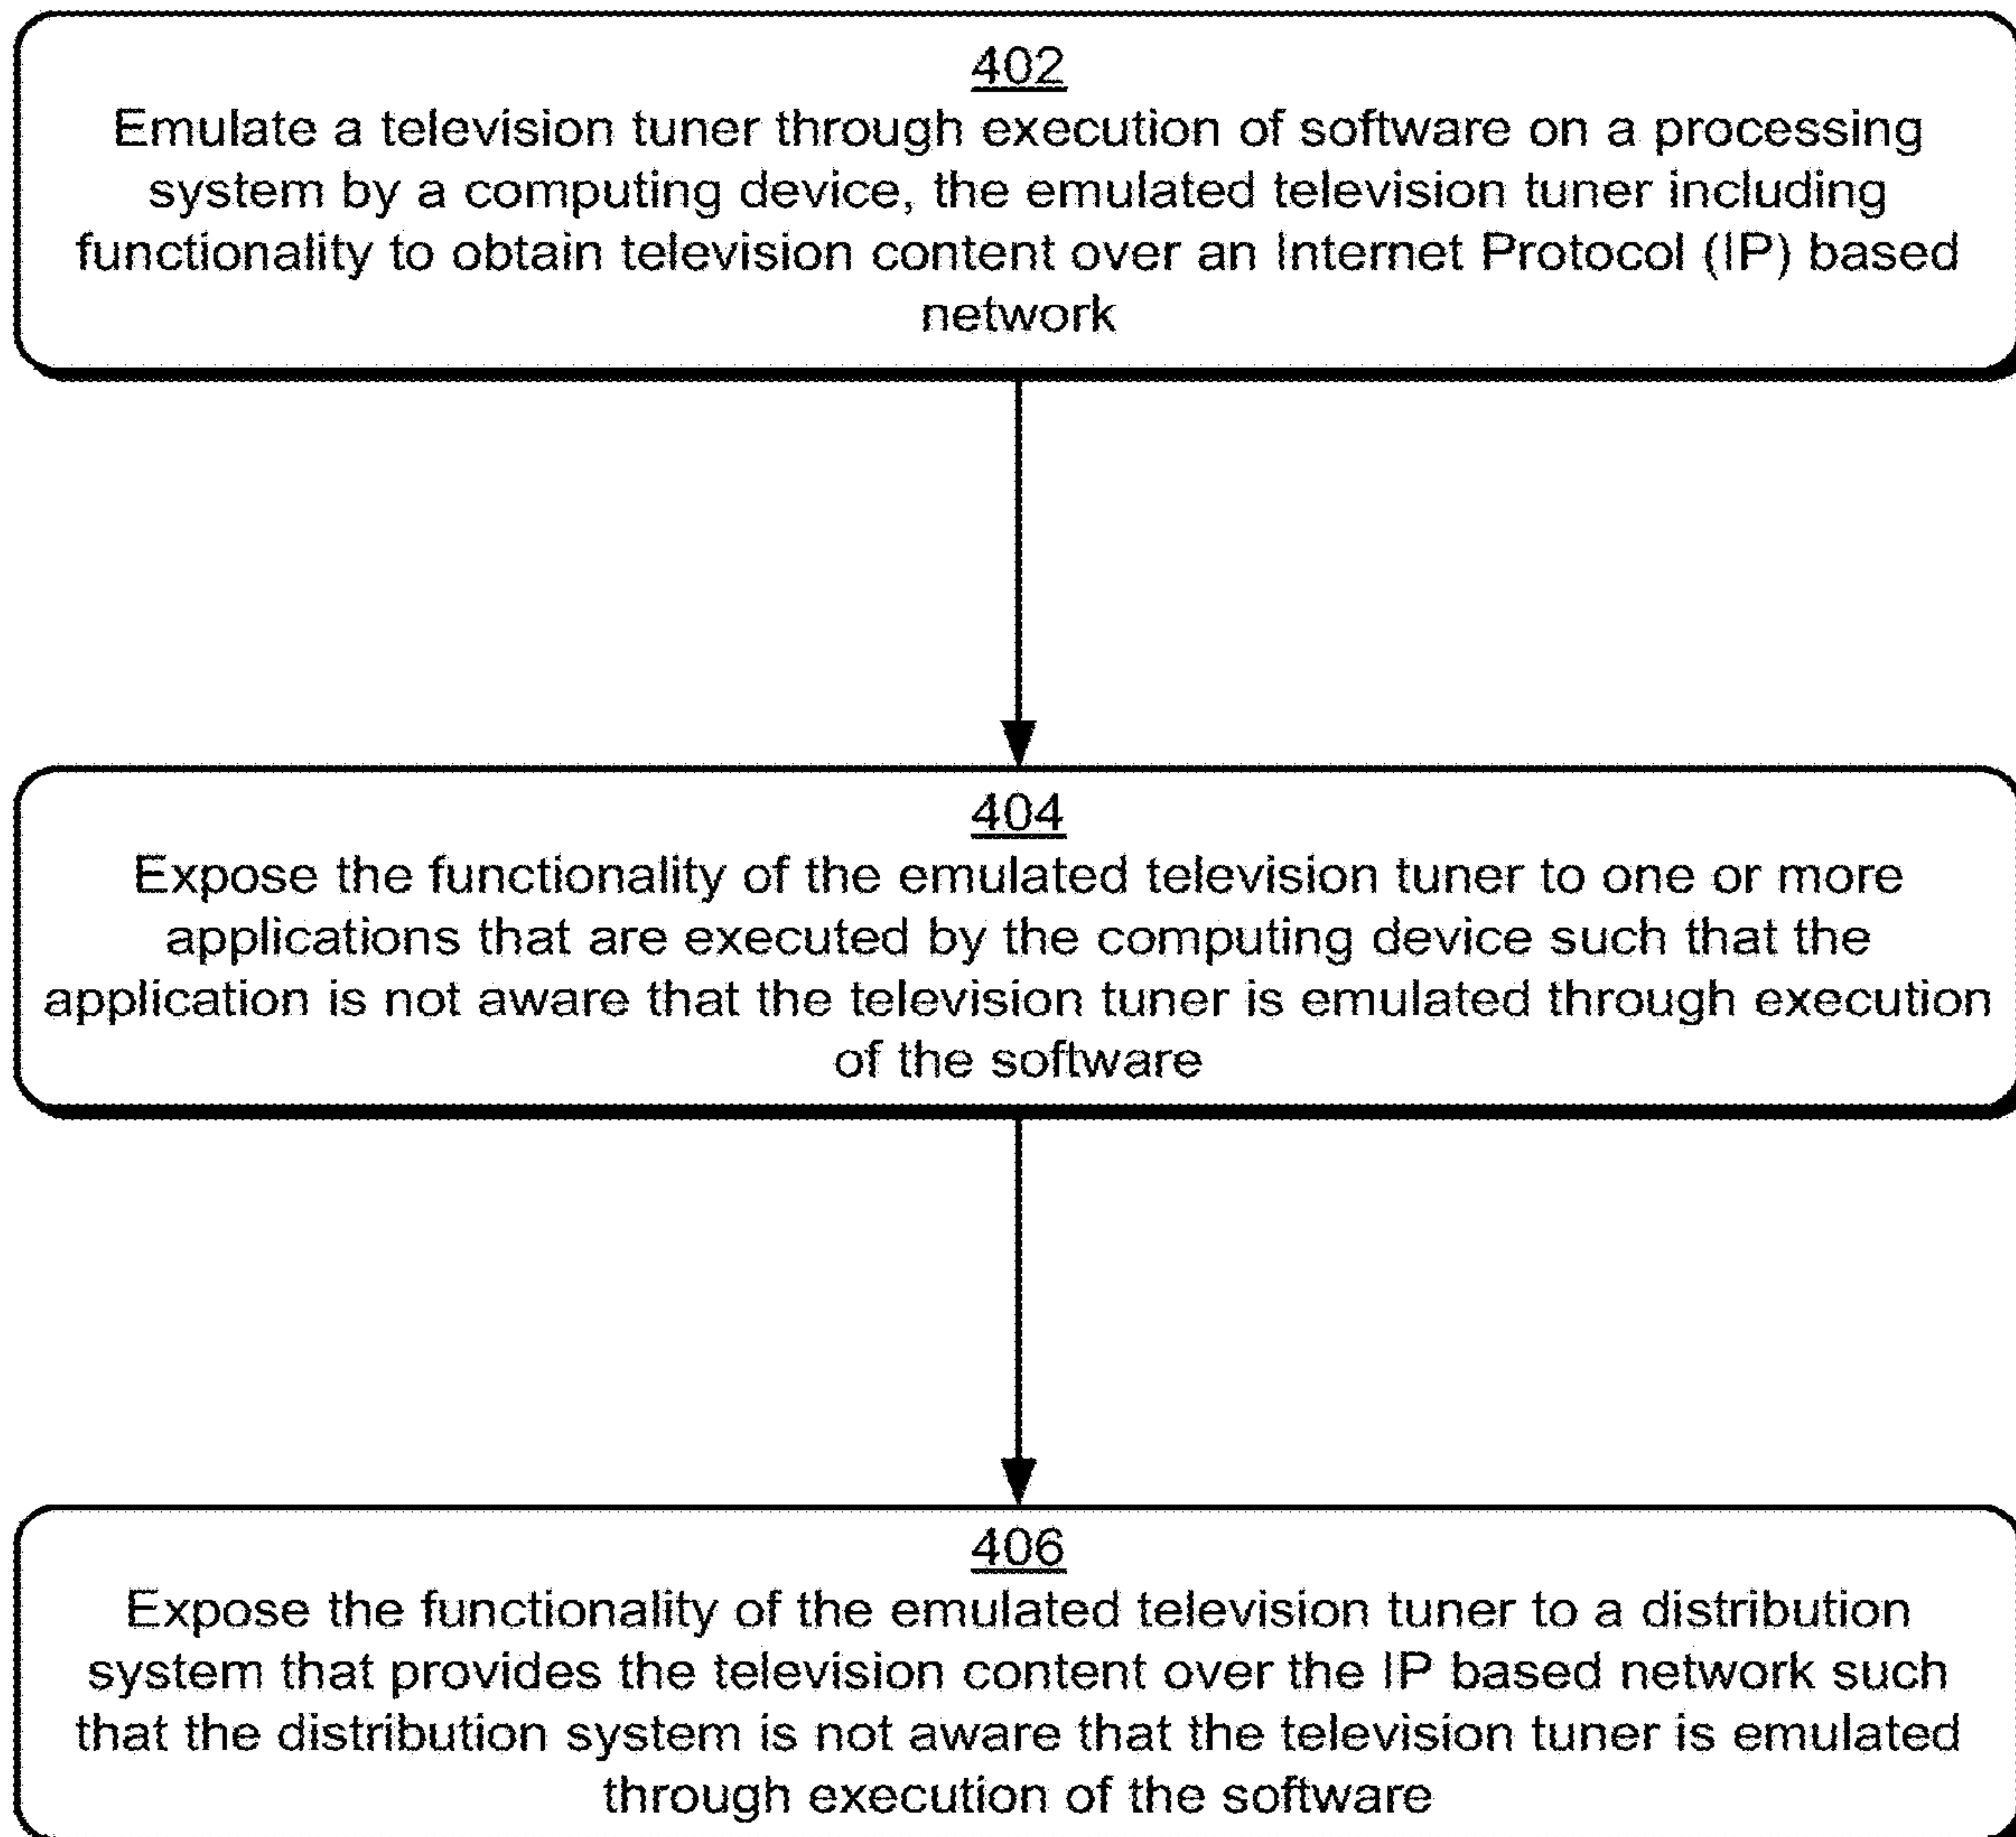 402
Emulate a television tuner through execution of software on a processing
system by a computing device, the emulated television tuner including
functionality to obtain television content over an Internet Protocol (IP) based
network
404
Expose the functionality of the emulated television tuner to one or more
applications that are executed by the computing device such that the
application is not aware that the television tuner is emulated through execution
of the software
406
Expose the functionality of the emulated television tuner to a distribution
system that provides the television content over the IP based network such
that the distribution system is not aware that the television tuner is emulated
through execution of the software